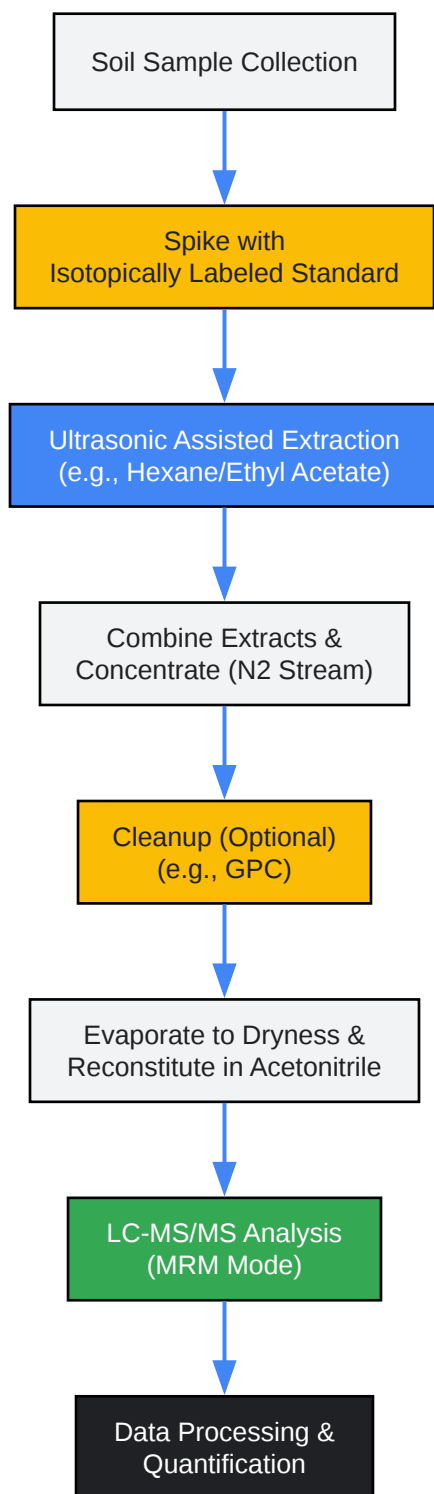 Soil Sample Collection
Spike with
Isotopically Labeled Standard
Ultrasonic Assisted Extraction
(e.g., Hexane/Ethyl Acetate)
Combine Extracts &
Concentrate (N2 Stream)
Cleanup (Optional)
(e.g., GPC)
Evaporate to Dryness &
Reconstitute in Acetonitrile
LC-MS/MS Analysis
(MRM Mode)
Data Processing &
Quantification